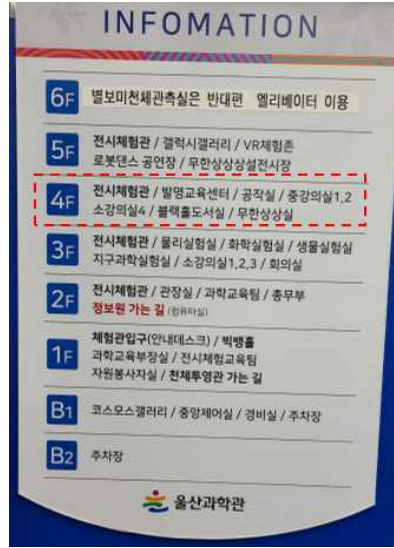 INFOMATION
6F 별보미천체관측실은 반대편 엘리베이터 이용
5F 전시체험관 / 갤럭시갤러리 / VR체험존
로봇댄스 공연장 / 무한상상상설전시장
4F 전시체험관 / 발명교육센터 / 공작실 / 중강의실1,2
소강의실4 / 블랙홀도서실 / 무한상상실
3F 전시체험관 / 물리실험실 / 화학실험실 / 생물실험실
지구과학실험실 / 소강의실1,2,3 / 회의실
2F 전시체험관 / 관장실 / 과학교육팀 / 총무부
정보원 가는 길 (컴퓨터실)
1F 체험관입구(안내데스크) / 빅뱅홀
과학교육부장실 / 전시체험교육팀
자원봉사자실 / 천체투영관 가는 길
B1 코스모스갤러리 / 중앙제어실 / 경비실 / 주차장
B2 주차장
울산과학관